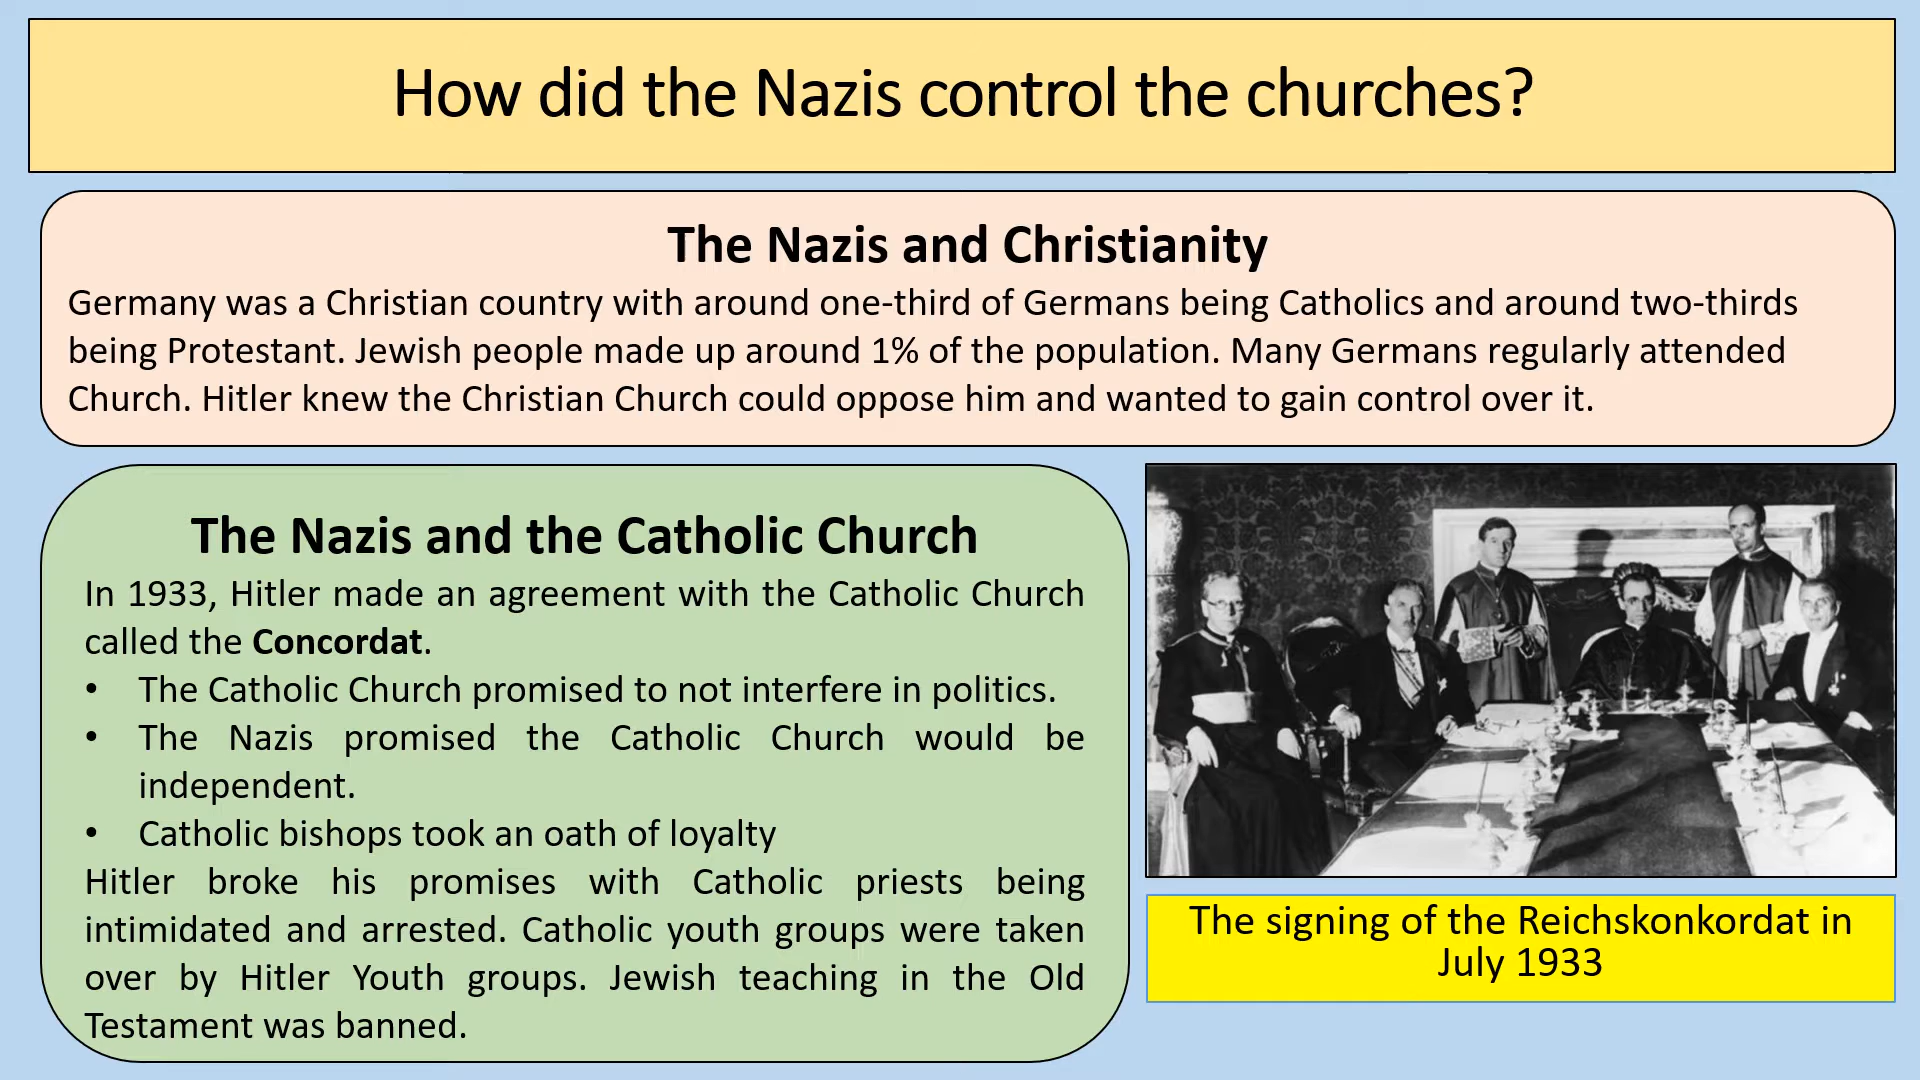 How did the Nazis control the churches?
The Nazis and Christianity
Germany was a Christian country with around one-third of Germans being Catholics and around two-thirds
being Protestant. Jewish people made up around 1% of the population. Many Germans regularly attended
Church. Hitler knew the Christian Church could oppose him and wanted to gain control over it.
The Nazis and the Catholic Church
In 1933, Hitler made an agreement with the Catholic Church
called the Concordat.
• The Catholic Church promised to not interfere in politics.
• The Nazis promised the Catholic Church would be
independent.
• Catholic bishops took an oath of loyalty
Hitler broke his promises with Catholic priests being
intimidated and arrested. Catholic youth groups were taken
over by Hitler Youth groups. Jewish teaching in the Old
Testament was banned.
The signing of the Reichskonkordat in
July 1933